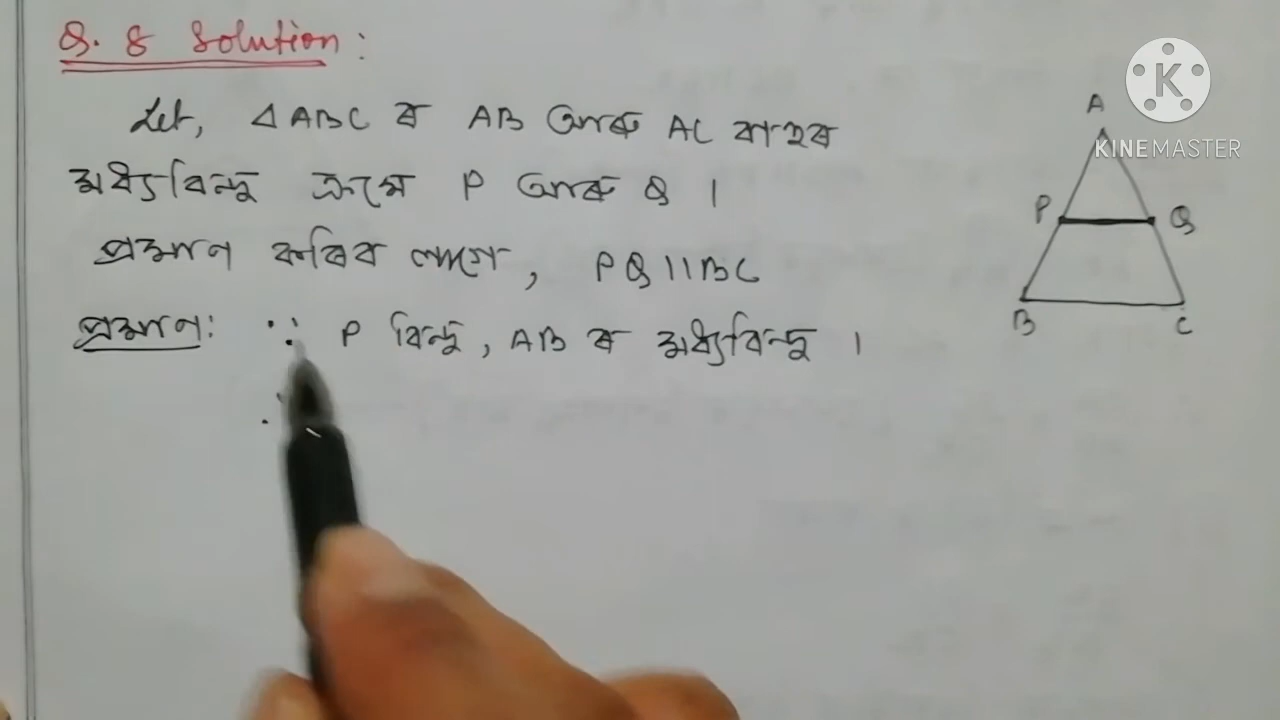 Q. 8 Solution:
Let, △ABC ৰ AB আৰু AC বাহুৰ
মধ্যবিন্দু ক্ৰমে P আৰু Q ।
প্ৰমাণ কৰিব লাগে, PQ||BC
প্ৰমাণ: ∵ P বিন্দু, AB ৰ মধ্যবিন্দু ।
A
P
Q
B
C
K
KINEMASTER